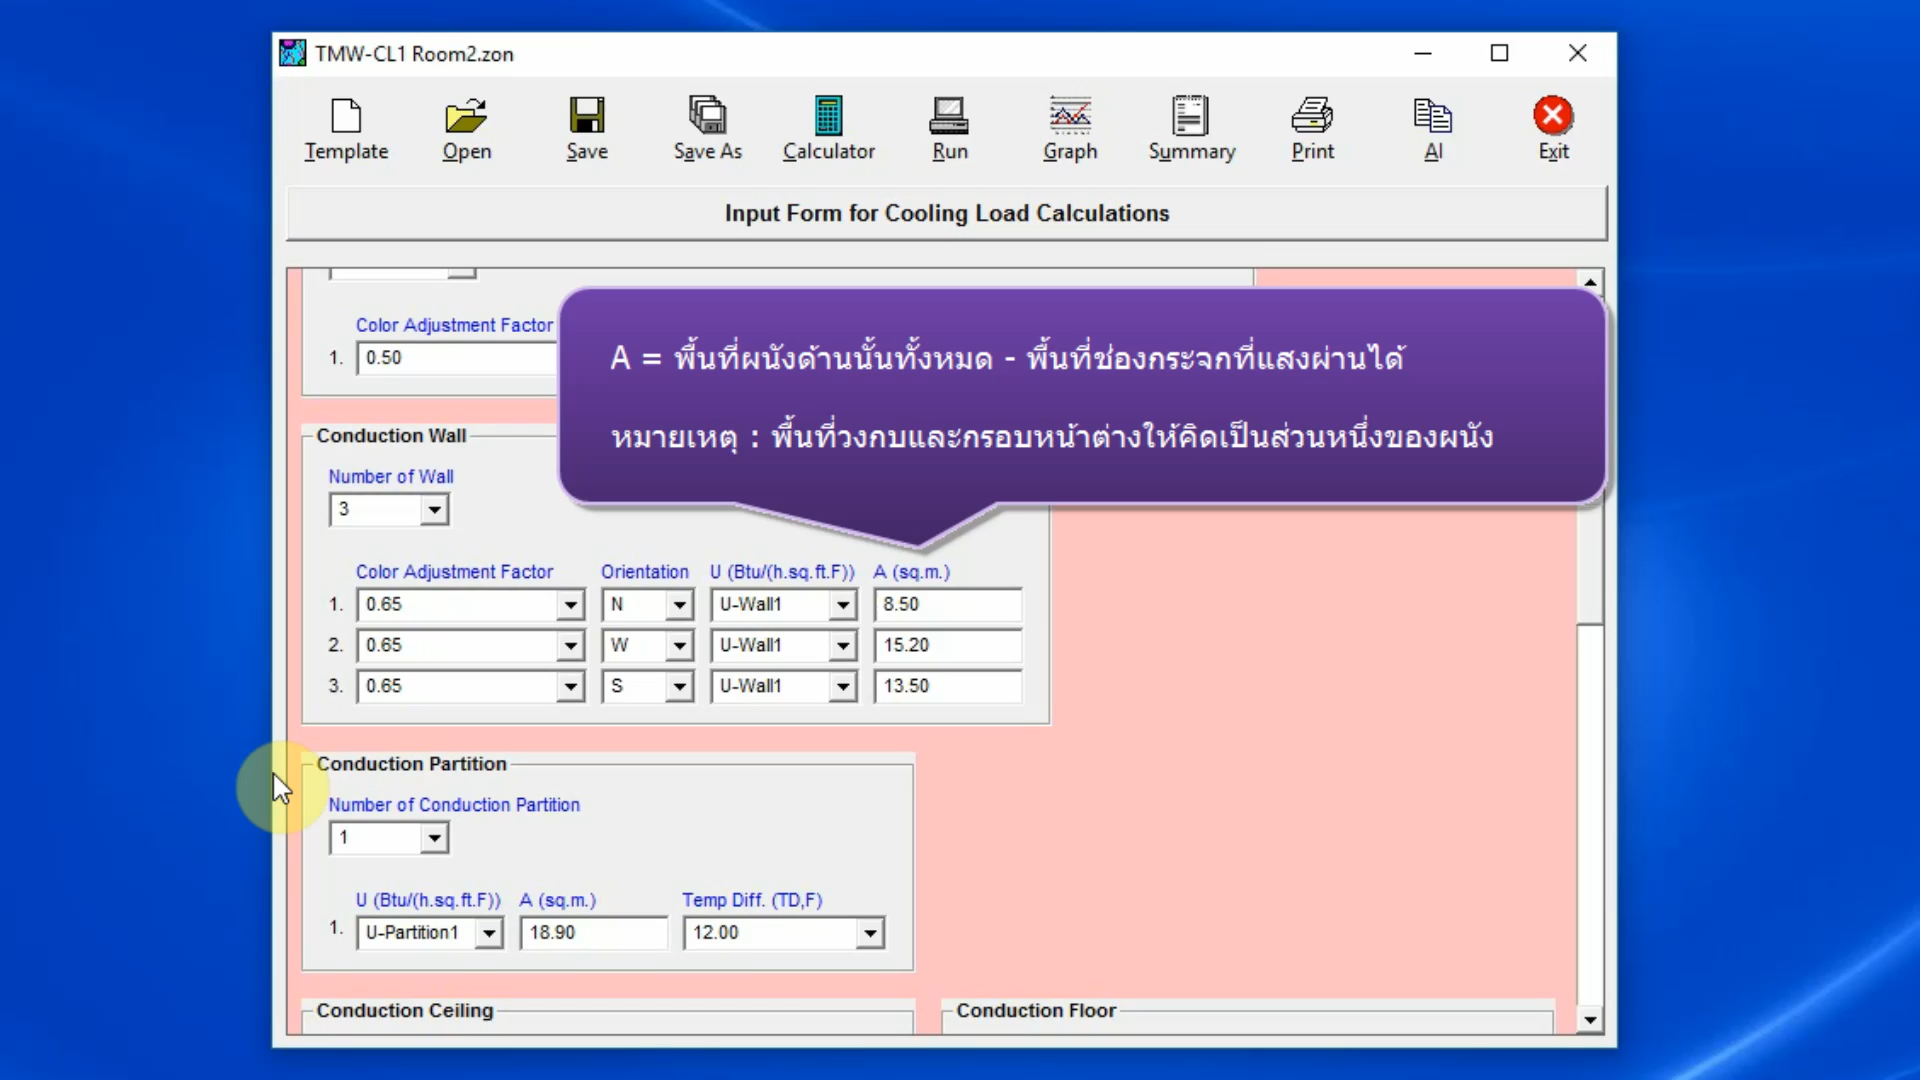 TMW-CL1 Room2.zon
Template Open Save Save As Calculator Run Graph Summary Print AI Exit
Input Form for Cooling Load Calculations
Color Adjustment Factor
1. 0.50
A = พื้นที่ผนังด้านนั้นทั้งหมด - พื้นที่ช่องกระจกที่แสงผ่านได้
หมายเหตุ : พื้นที่วงกบและกรอบหน้าต่างให้คิดเป็นส่วนหนึ่งของผนัง
Conduction Wall
Number of Wall
3
Color Adjustment Factor Orientation U (Btu/(h.sq.ft.F)) A (sq.m.)
1. 0.65 N U-Wall1 8.50
2. 0.65 W U-Wall1 15.20
3. 0.65 S U-Wall1 13.50
Conduction Partition
Number of Conduction Partition
1
U (Btu/(h.sq.ft.F)) A (sq.m.) Temp Diff. (TD,F)
1. U-Partition1 18.90 12.00
Conduction Ceiling Conduction Floor